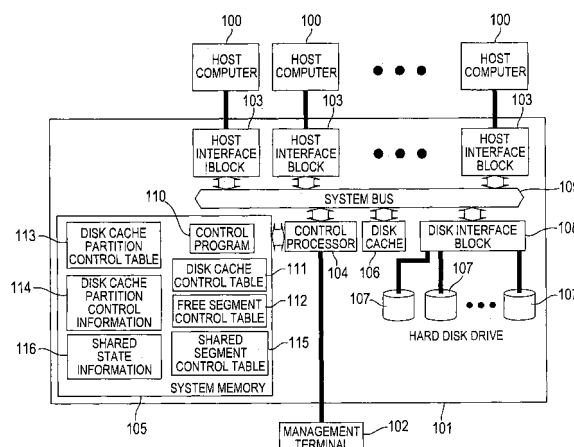 100
100
100
HOST
COMPUTER
HOST
COMPUTER
HOST
COMPUTER
103
103
103
HOST
INTERFACE
BLOCK
HOST
INTERFACE
BLOCK
HOST
INTERFACE
BLOCK
SYSTEM BUS
109
110
CONTROL
PROGRAM
CONTROL
PROCESSOR
104
DISK
CACHE
106
DISK INTERFACE
BLOCK
108
113
DISK CACHE
PARTITION
CONTROL TABLE
DISK CACHE
CONTROL TABLE
111
114
DISK CACHE
PARTITION
CONTROL
INFORMATION
FREE SEGMENT
CONTROL TABLE
112
107
107
107
HARD DISK DRIVE
116
SHARED
STATE
INFORMATION
SHARED
SEGMENT
CONTROL TABLE
115
SYSTEM MEMORY
105
MANAGEMENT
TERMINAL
102
101